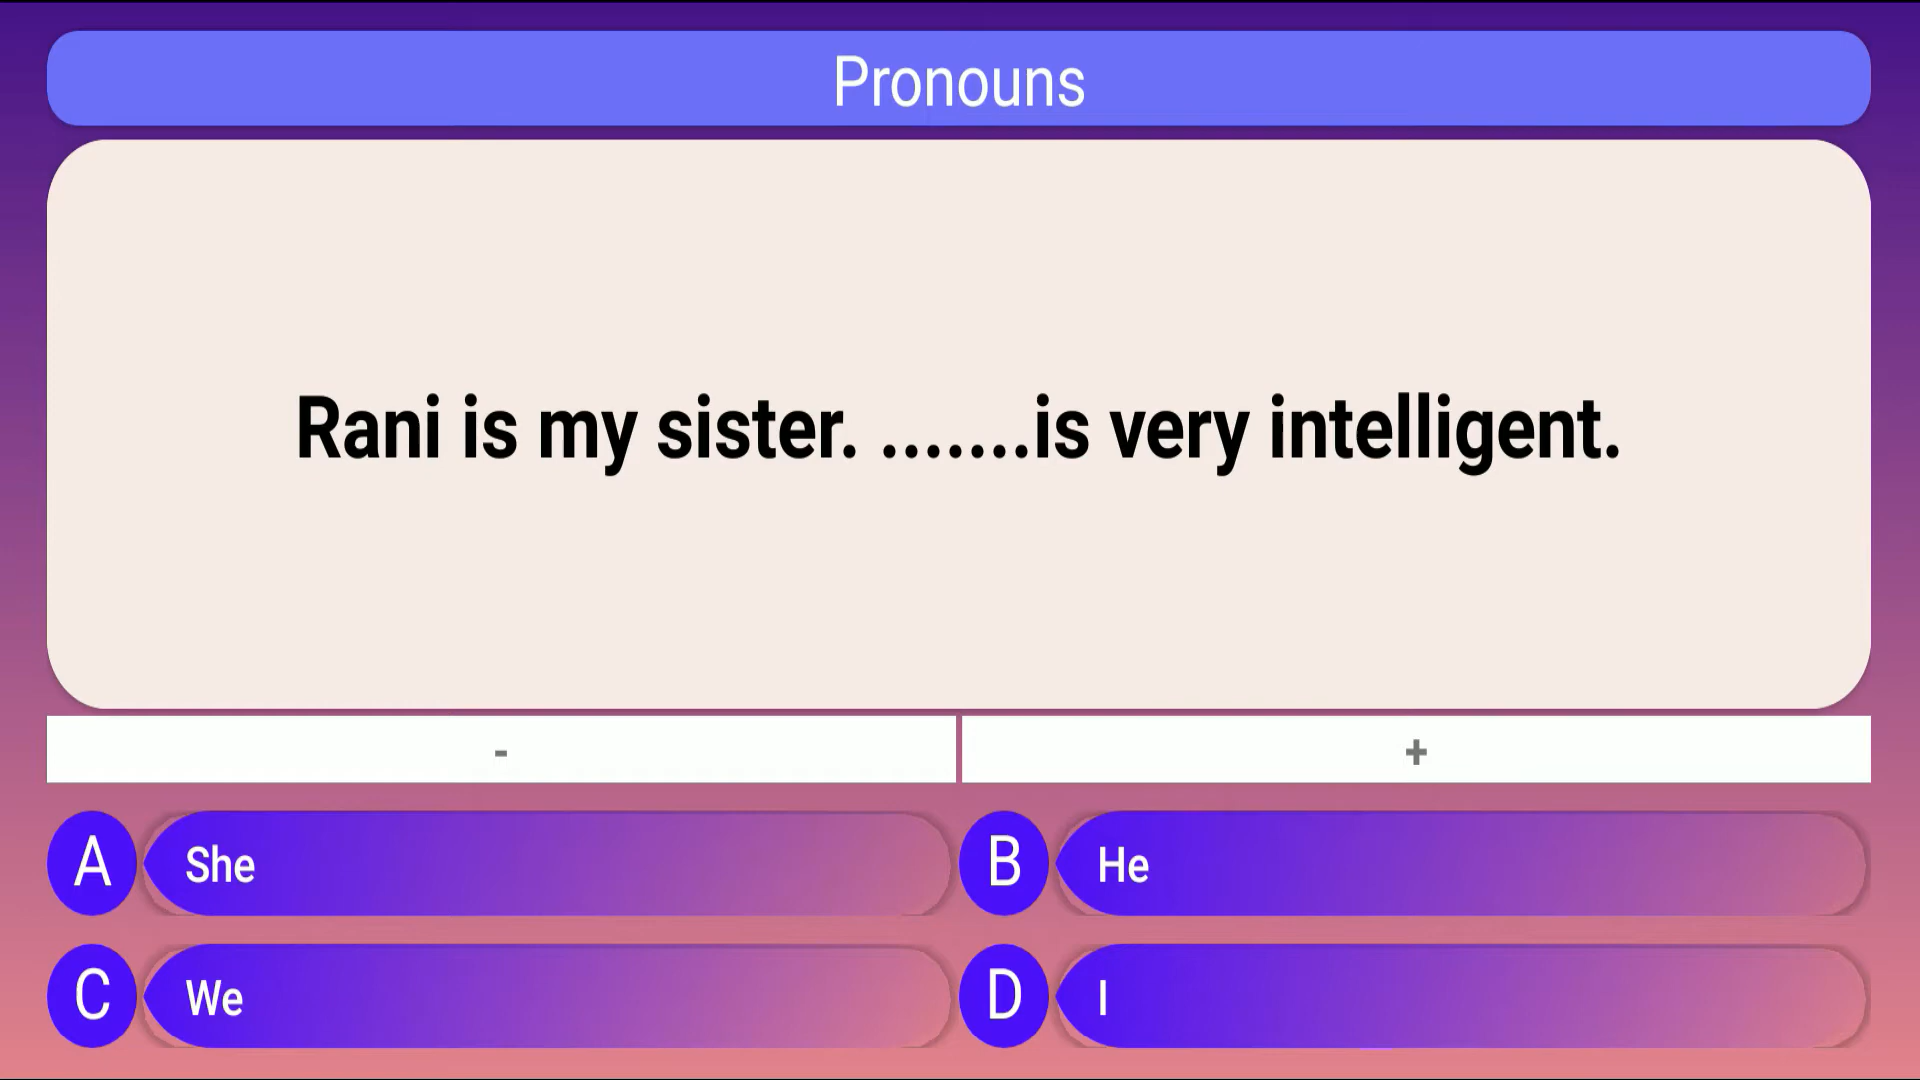 Pronouns
Rani is my sister. .......is very intelligent.
- +
A She B He
C We D I